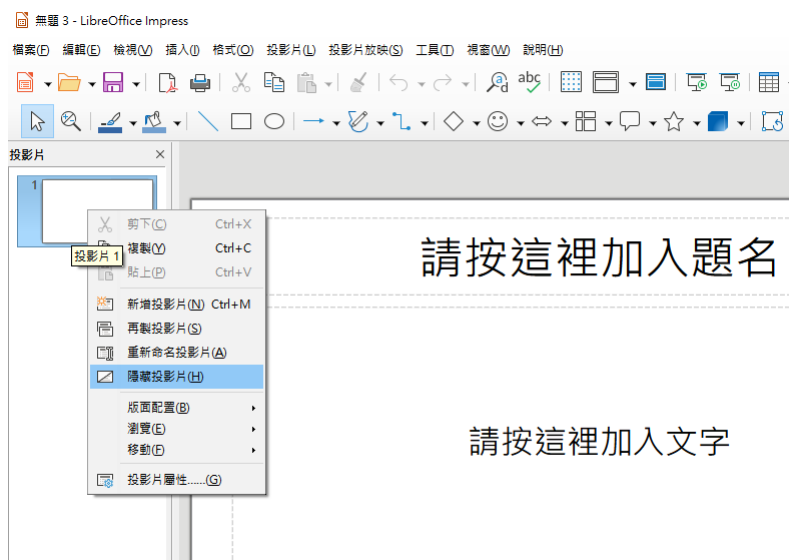 無題 3 - LibreOffice Impress
檔案(F) 編輯(E) 檢視(V) 插入(I) 格式(O) 投影片(L) 投影片放映(S) 工具(T) 視窗(W) 說明(H)
abc
投影片
1
剪下(C) Ctrl+X
複製(Y) Ctrl+C
投影片 1
貼上(P) Ctrl+V
新增投影片(N) Ctrl+M
再製投影片(S)
重新命名投影片(A)
隱藏投影片(H)
版面配置(B)
瀏覽(E)
移動(F)
投影片屬性......(G)
請按這裡加入題名
請按這裡加入文字